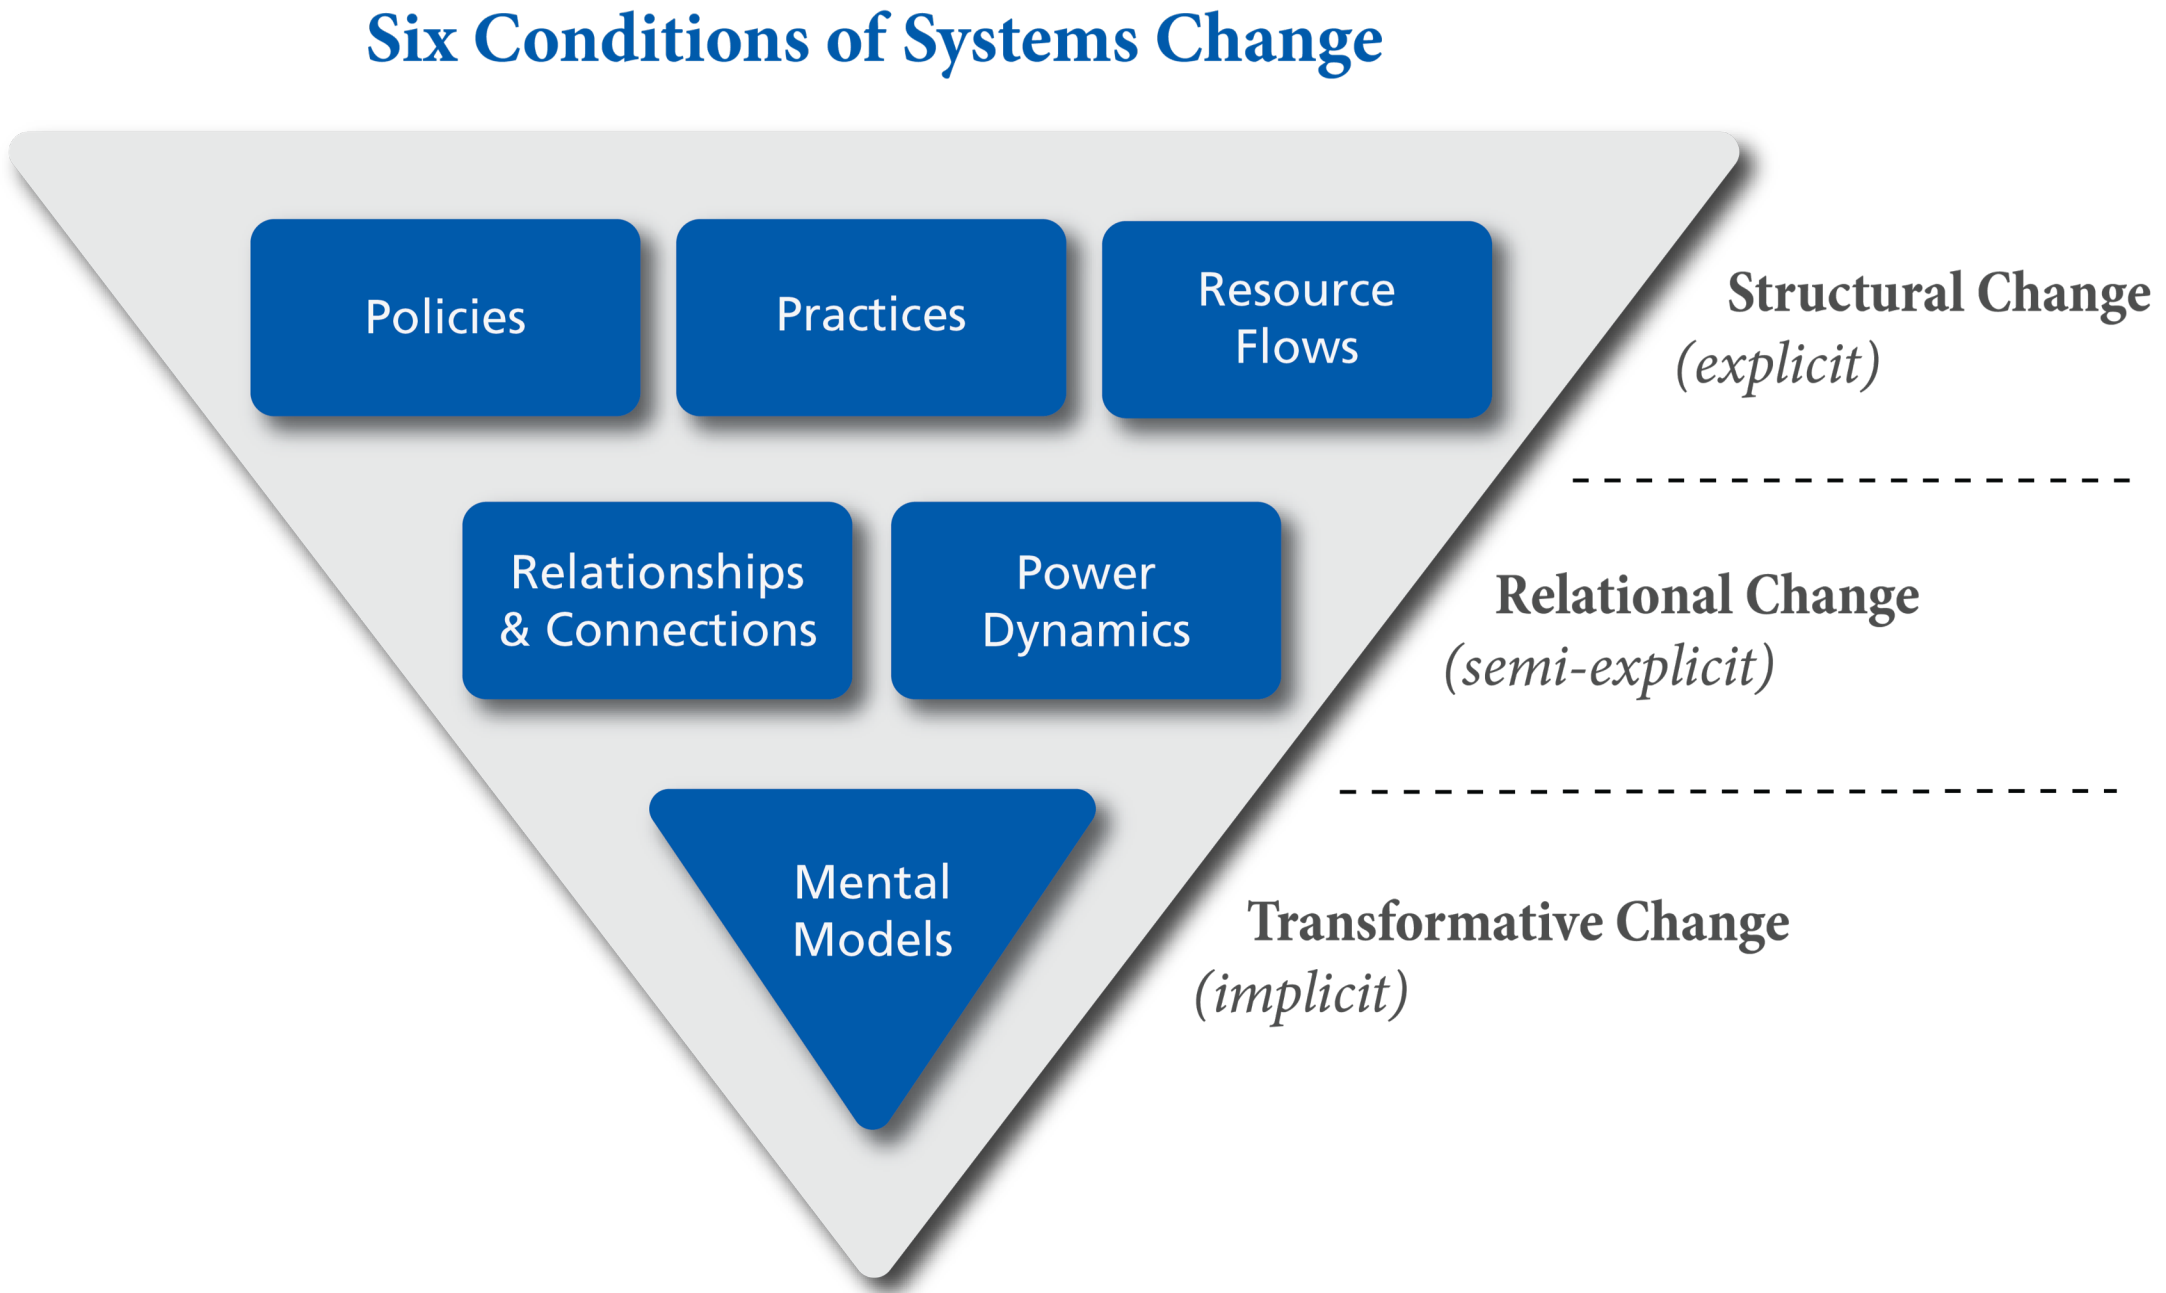 Six Conditions of Systems Change
Policies
Practices
Resource
Flows
Structural Change
(explicit)
Relationships
& Connections
Power
Dynamics
Relational Change
(semi-explicit)
Mental
Models
Transformative Change
(implicit)